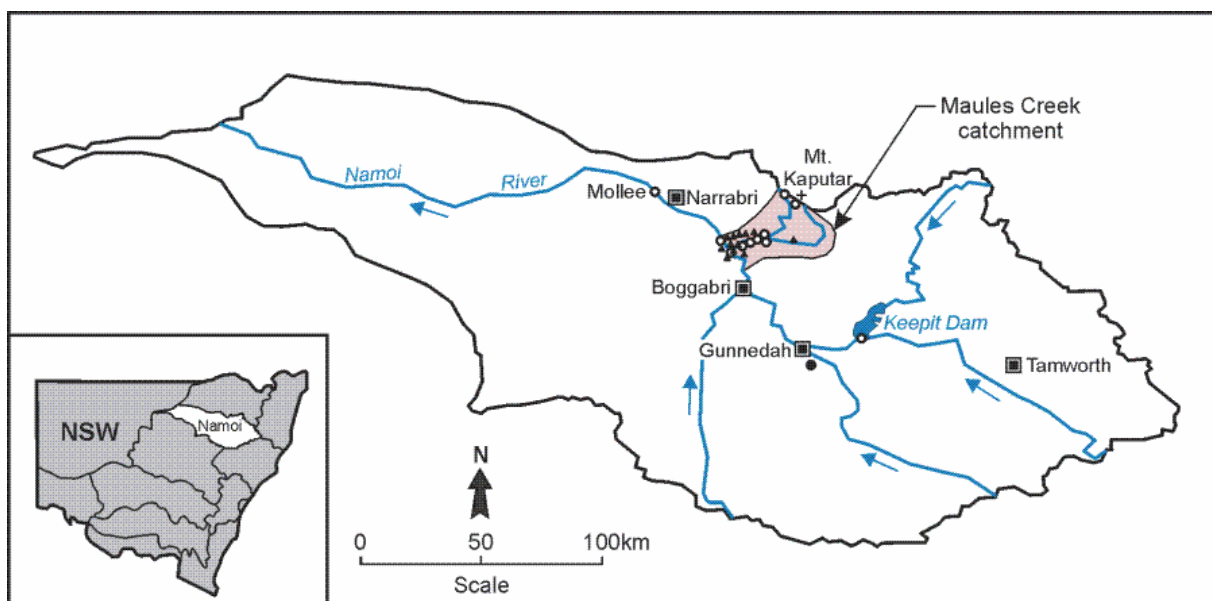 Maules Creek
catchment
Mt.
Kaputar
Namoi
River
Mollee
Narrabri
Boggabri
Keepit Dam
Gunnedah
Tamworth
NSW
Namoi
N
0
50
100km
Scale